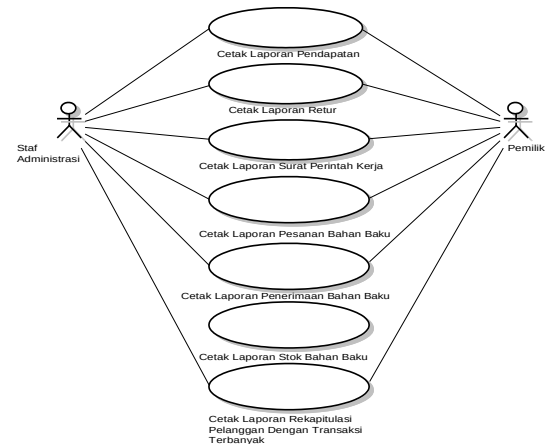 Cetak Laporan Pendapatan
Cetak Laporan Retur
Staf
Administrasi
Pemilik
Cetak Laporan Surat Perintah Kerja
Cetak Laporan Pesanan Bahan Baku
Cetak Laporan Penerimaan Bahan Baku
Cetak Laporan Stok Bahan Baku
Cetak Laporan Rekapitulasi
Pelanggan Dengan Transaksi
Terbanyak